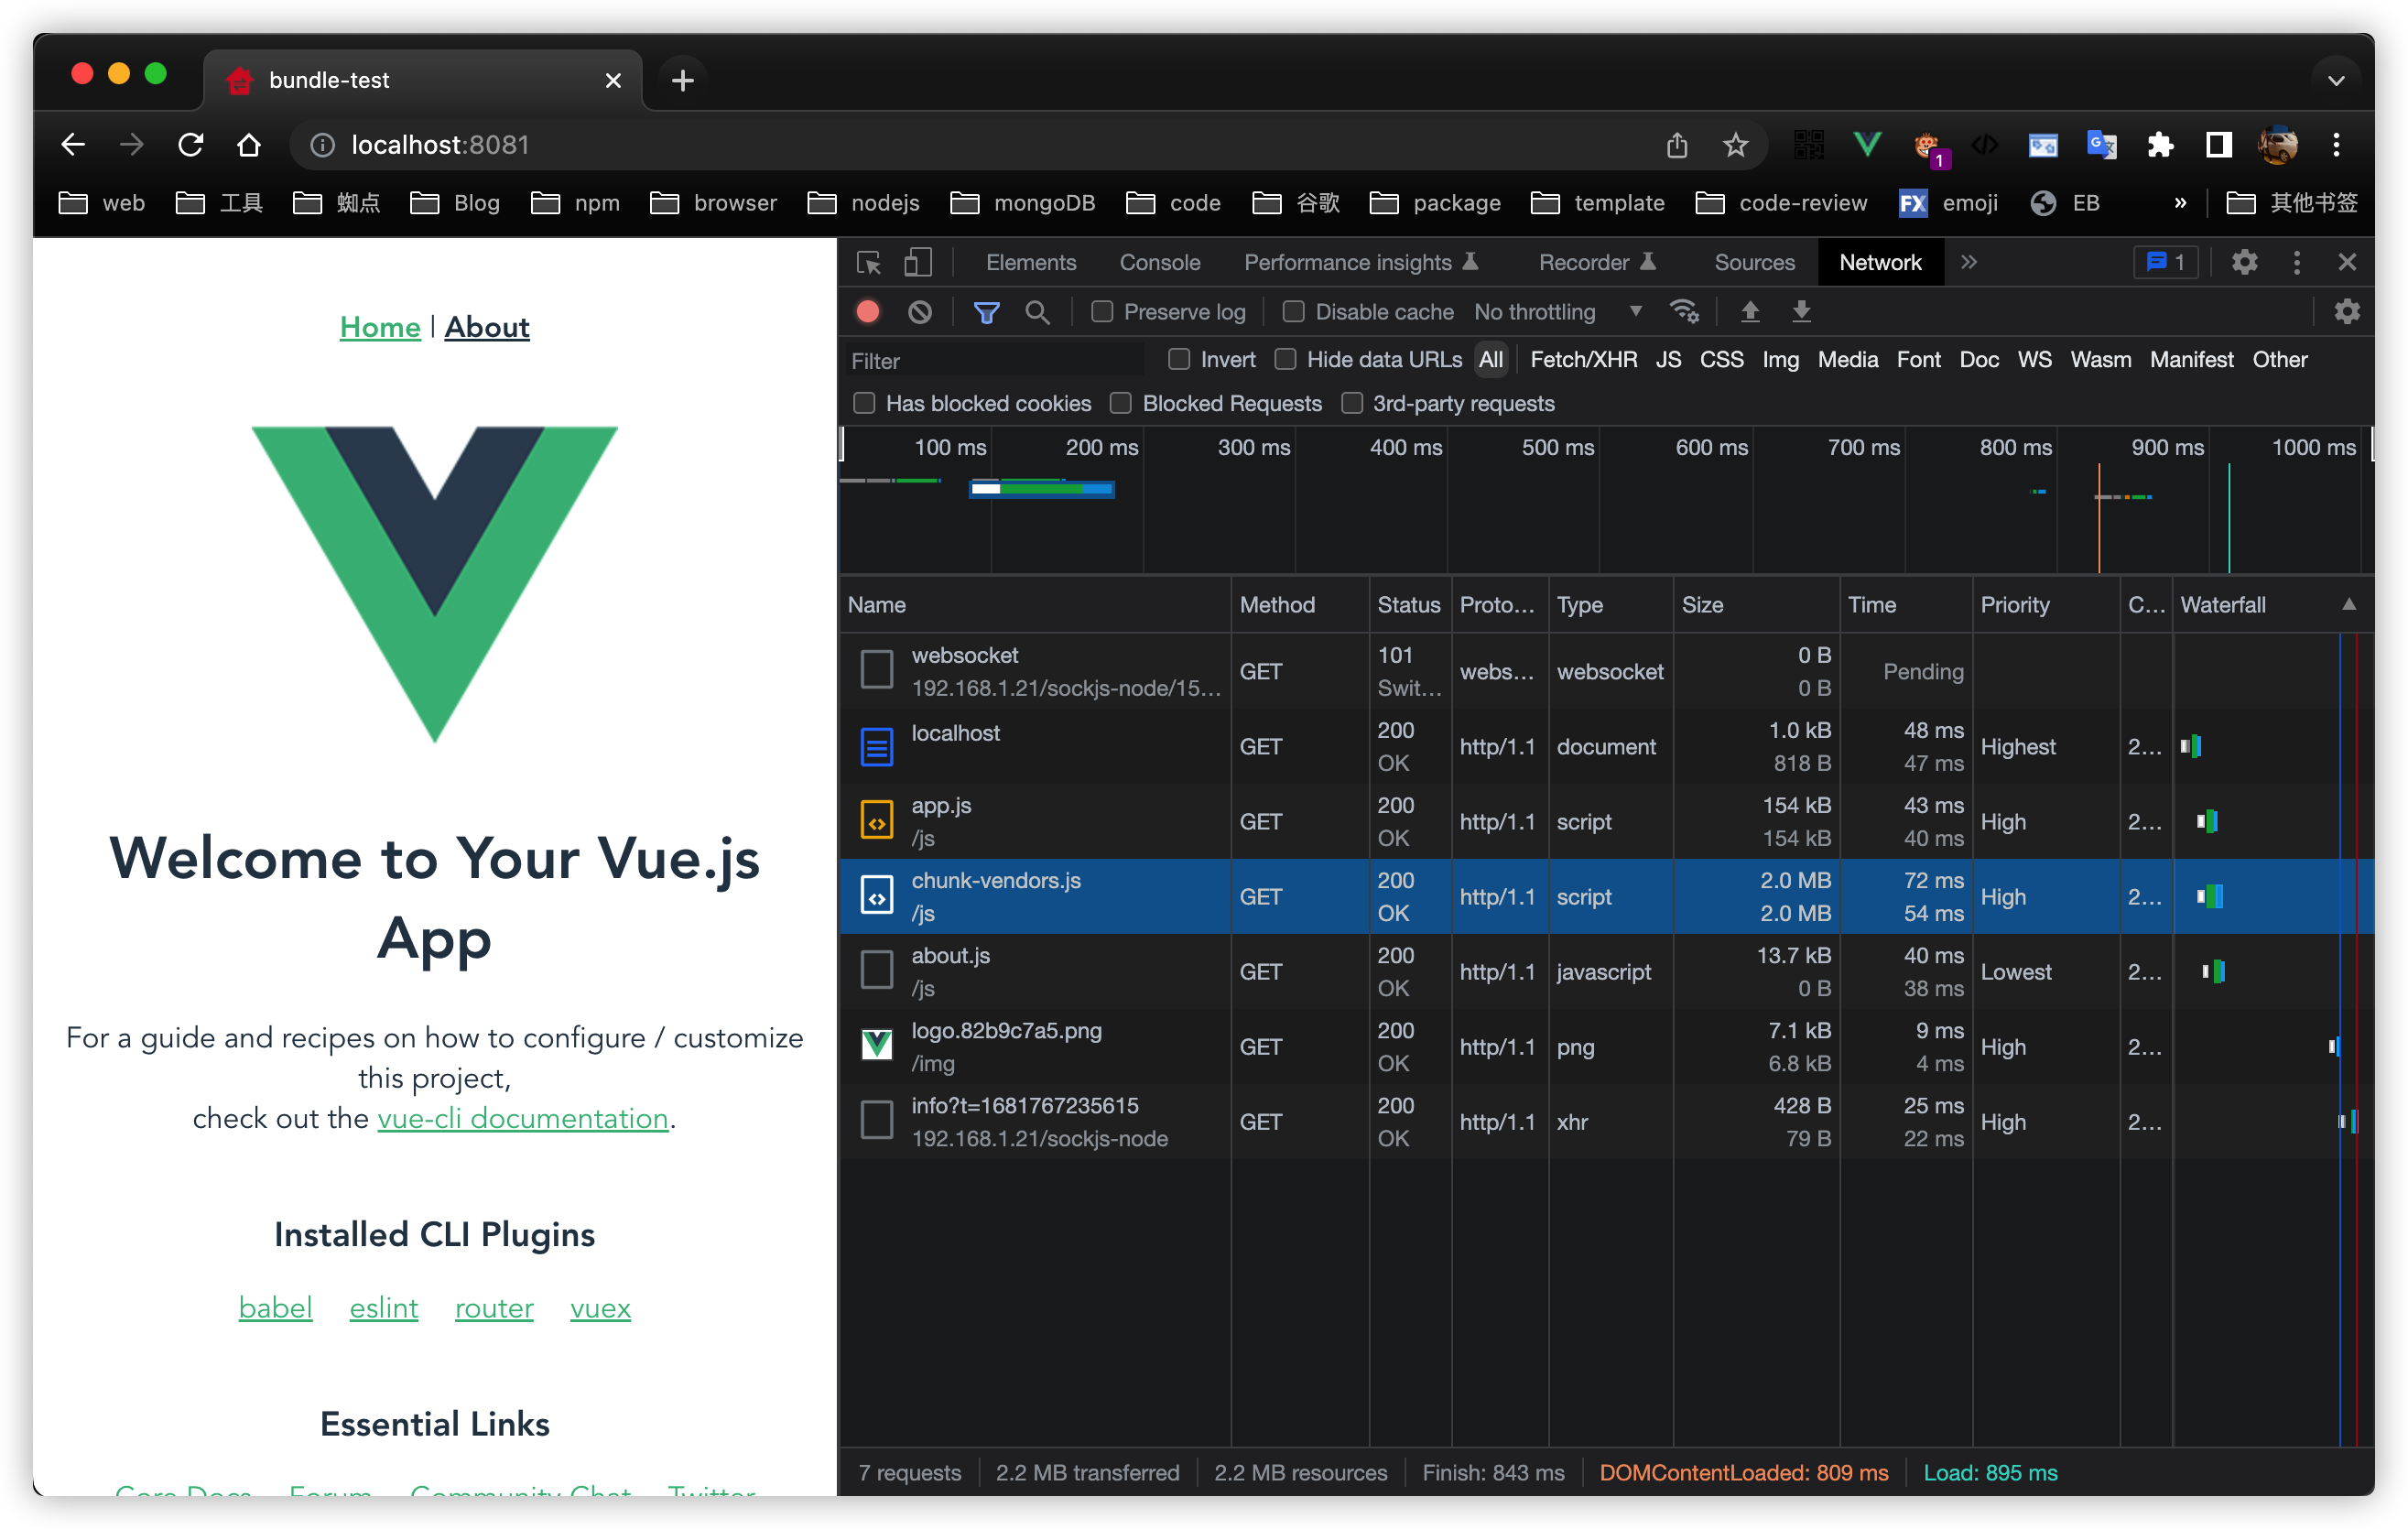 bundle-test
localhost:8081
1
web 工具 蜘点 Blog npm browser nodejs mongoDB code 谷歌 package template code-review FX emoji EB » 其他书签
Home | About
Welcome to Your Vue.js
App
For a guide and recipes on how to configure / customize
this project,
check out the vue-cli documentation.
Installed CLI Plugins
babel eslint router vuex
Essential Links
Core Docs Forum Community Chat Twitter
Elements Console Performance insights Recorder Sources Network » 1
Preserve log Disable cache No throttling
Filter Invert Hide data URLs All Fetch/XHR JS CSS Img Media Font Doc WS Wasm Manifest Other
Has blocked cookies Blocked Requests 3rd-party requests
100 ms 200 ms 300 ms 400 ms 500 ms 600 ms 700 ms 800 ms 900 ms 1000 ms
Name Method Status Proto... Type Size Time Priority C... Waterfall
websocket 101 0 B
GET webs... websocket Pending
192.168.1.21/sockjs-node/15... Swit... 0 B
localhost 200 1.0 kB 48 ms
GET http/1.1 document Highest 2...
OK 818 B 47 ms
app.js 200 154 kB 43 ms
GET http/1.1 script High 2...
/js OK 154 kB 40 ms
chunk-vendors.js 200 2.0 MB 72 ms
GET http/1.1 script High 2...
/js OK 2.0 MB 54 ms
about.js 200 13.7 kB 40 ms
GET http/1.1 javascript Lowest 2...
/js OK 0 B 38 ms
logo.82b9c7a5.png 200 7.1 kB 9 ms
GET http/1.1 png High 2...
/img OK 6.8 kB 4 ms
info?t=1681767235615 200 428 B 25 ms
GET http/1.1 xhr High 2...
192.168.1.21/sockjs-node OK 79 B 22 ms
7 requests 2.2 MB transferred 2.2 MB resources Finish: 843 ms DOMContentLoaded: 809 ms Load: 895 ms